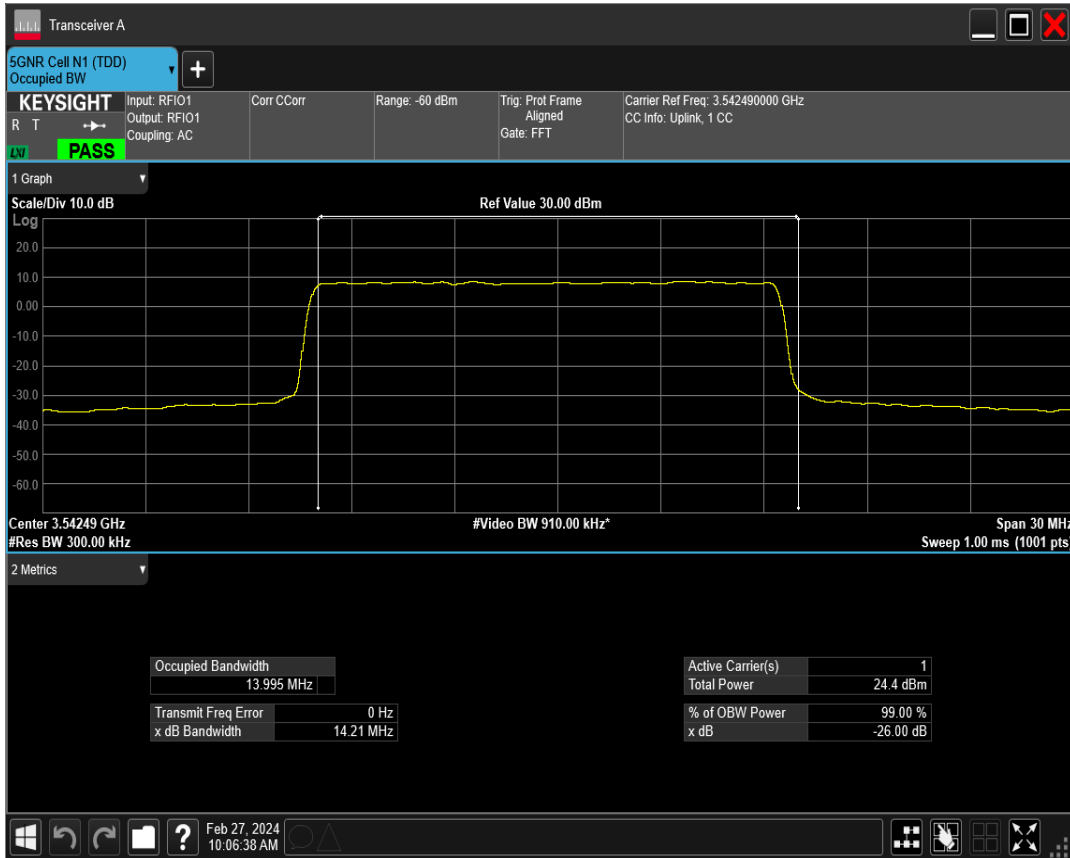 Transceiver A
5GNR Cell N1 (TDD)
Occupied BW
+
KEYSIGHT
R T
LXI
PASS
Input: RFIO1
Output: RFIO1
Coupling: AC
Corr CCorr
Range: -60 dBm
Trig: Prot Frame
Aligned
Gate: FFT
Carrier Ref Freq: 3.542490000 GHz
CC Info: Uplink, 1 CC
1 Graph
Scale/Div 10.0 dB
Ref Value 30.00 dBm
Log
20.0
10.0
0.00
-10.0
-20.0
-30.0
-40.0
-50.0
-60.0
Center 3.54249 GHz
#Video BW 910.00 kHz*
Span 30 MHz
#Res BW 300.00 kHz
Sweep 1.00 ms (1001 pts)
2 Metrics
Occupied Bandwidth
13.995 MHz
Transmit Freq Error 0 Hz
x dB Bandwidth 14.21 MHz
Active Carrier(s) 1
Total Power 24.4 dBm
% of OBW Power 99.00 %
x dB -26.00 dB
?
Feb 27, 2024
10:06:38 AM